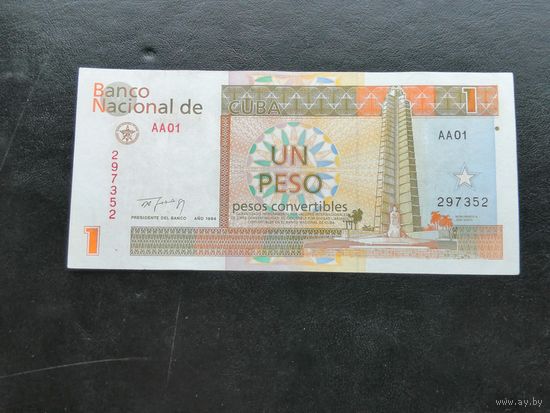 Banco
Nacional de CUBA
1
AA01
AA01
297352
UN
PESO
pesos convertibles
297352
PRESIDENTE DEL BANCO AÑO 1994
1
www.ay.by